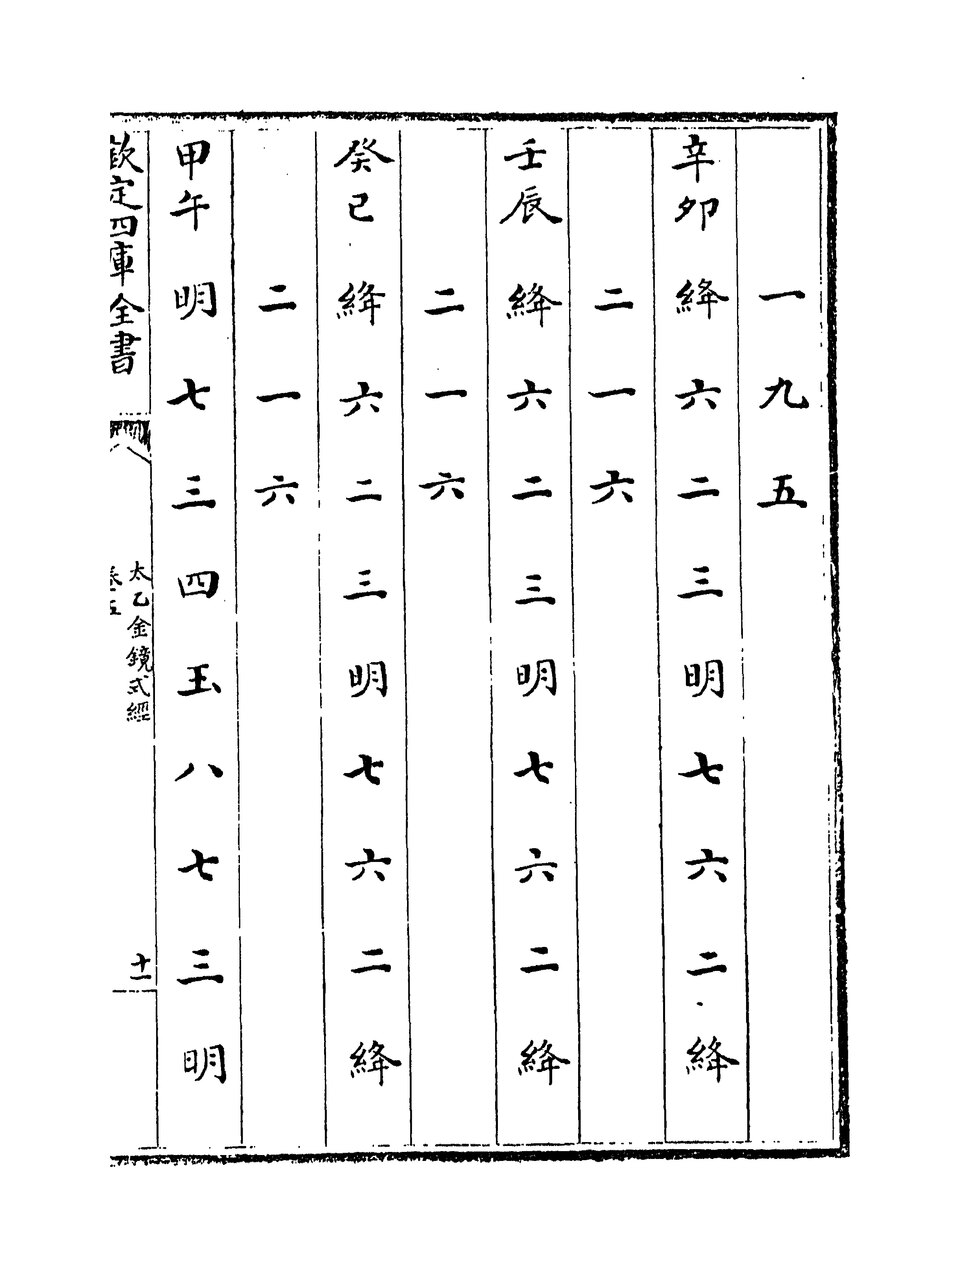 一九五
辛卯絳六二三明七六二絳
二一六
壬辰絳六二三明七六二絳
二一六
癸巳絳六二三明七六二絳
二一六
甲午明七三四玉八七三明
欽定四庫全書
太乙金鏡式經
卷五
十一